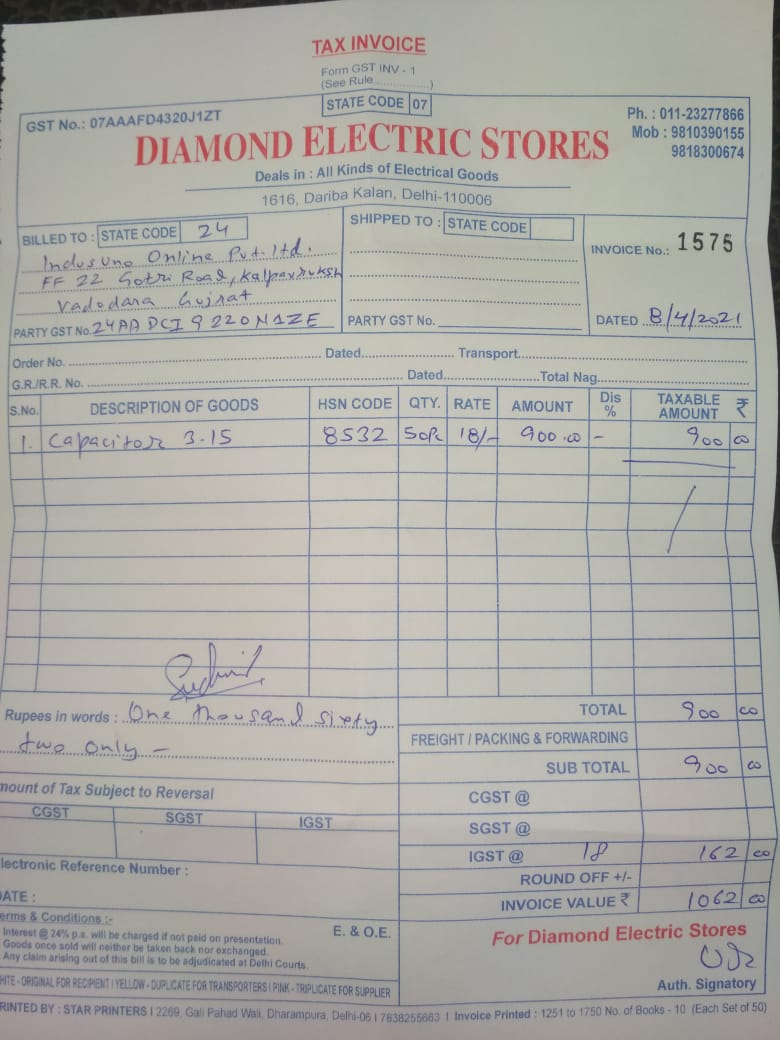 TAX INVOICE
Form GST INV - 1
(See Rule...............)
STATE CODE 07
GST No.: 07AAAFD4320J1ZT
Ph. : 011-23277866
Mob : 9810390155
9818300674
DIAMOND ELECTRIC STORES
Deals in : All Kinds of Electrical Goods
1616, Dariba Kalan, Delhi-110006
BILLED TO : STATE CODE 24
Indusuno Online Pvt. ltd.
FF 22 Gotri Road, Kalpavruksh
Vadodara Gujrat
PARTY GST No. 24AADCI9220N1ZE
SHIPPED TO : STATE CODE
PARTY GST No.
INVOICE No.: 1575
DATED 8/4/2021
Order No. Dated Transport
G.R./R.R. No. Dated Total Nag
S.No. DESCRIPTION OF GOODS HSN CODE QTY. RATE AMOUNT Dis % TAXABLE AMOUNT ₹
1. Capacitor 3.15 8532 50Pc 18/- 900.00 - 900 00
Rupees in words : One thousand sixty
two only -
TOTAL 900 00
FREIGHT / PACKING & FORWARDING
SUB TOTAL 900 00
mount of Tax Subject to Reversal
CGST SGST IGST
CGST @
SGST @
IGST @ 18 162 00
ROUND OFF +/-
INVOICE VALUE ₹ 1062 00
lectronic Reference Number :
ATE :
erms & Conditions :-
Interest @ 24% p.a. will be charged if not paid on presentation.
Goods once sold will neither be taken back nor exchanged.
Any claim arising out of this bill is to be adjudicated at Delhi Courts.
E. & O.E.
For Diamond Electric Stores
Auth. Signatory
HITE - ORIGINAL FOR RECIPIENT I YELLOW - DUPLICATE FOR TRANSPORTERS I PINK - TRIPLICATE FOR SUPPLIER
RINTED BY : STAR PRINTERS I 2269, Gali Pahad Wali, Dharampura, Delhi-06 I 7838255663 I Invoice Printed : 1251 to 1750 No. of Books - 10 (Each Set of 50)